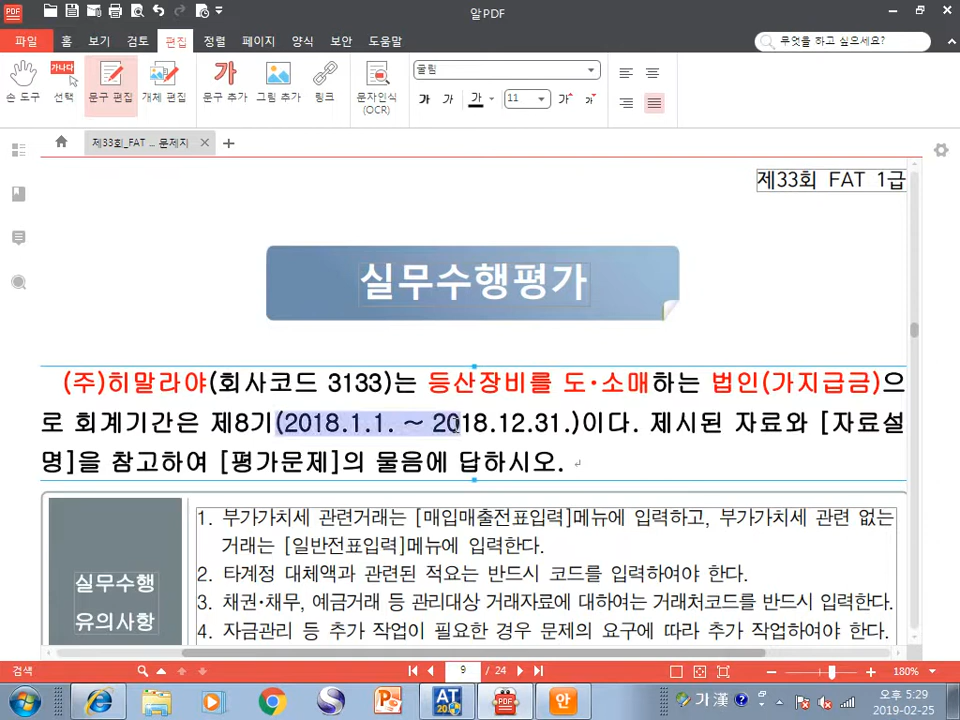 PDF
알PDF
파일 홈 보기 검토 편집 정렬 페이지 양식 보안 도움말
무엇을 하고 싶으세요?
가나다
손 도구 선택 문구 편집 개체 편집 문구 추가 그림 추가 링크 문자인식 (OCR)
굴림
가 가 가 11 가 가
제33회_FAT ... 문제지
제33회 FAT 1급
실무수행평가
(주)히말라야(회사코드 3133)는 등산장비를 도·소매하는 법인(가지급금)으
로 회계기간은 제8기(2018.1.1. ~ 2018.12.31.)이다. 제시된 자료와 [자료설
명]을 참고하여 [평가문제]의 물음에 답하시오.
실무수행
유의사항
1. 부가가치세 관련거래는 [매입매출전표입력]메뉴에 입력하고, 부가가치세 관련 없는
거래는 [일반전표입력]메뉴에 입력한다.
2. 타계정 대체액과 관련된 적요는 반드시 코드를 입력하여야 한다.
3. 채권·채무, 예금거래 등 관리대상 거래자료에 대하여는 거래처코드를 반드시 입력한다.
4. 자금관리 등 추가 작업이 필요한 경우 문제의 요구에 따라 추가 작업하여야 한다.
검색 9 / 24 180%
AT 안 가 漢
오후 5:29
2019-02-25